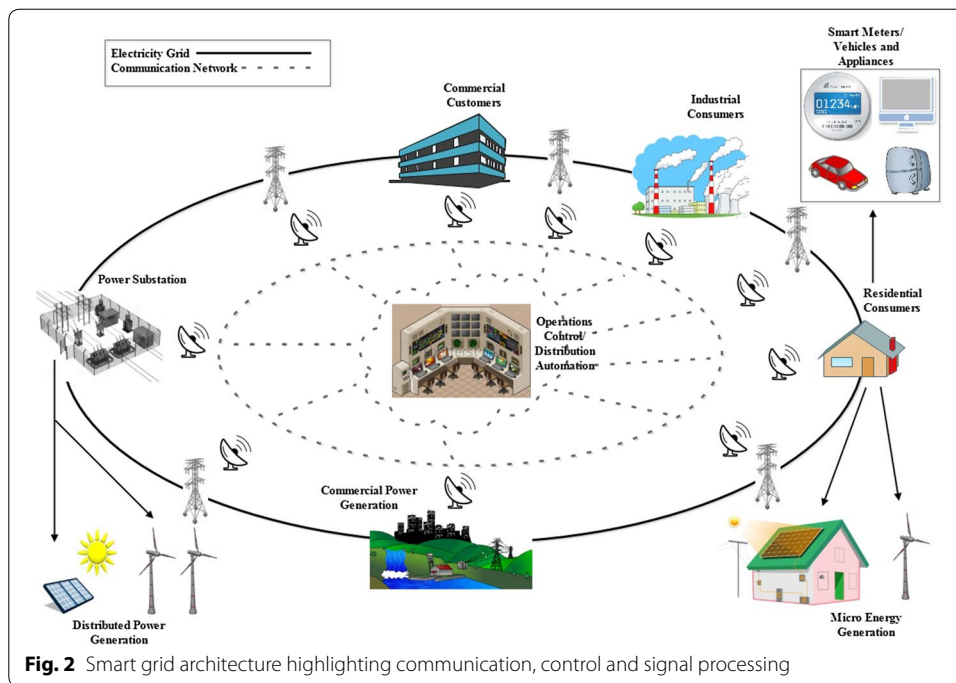 Electricity Grid
Communication Network
Smart Meters/
Vehicles and
Appliances
Commercial
Customers
Industrial
Consumers
01234
Power Substation
Residential
Consumers
Operations
Control/
Distribution
Automation
Commercial Power
Generation
Distributed Power
Generation
Micro Energy
Generation
Fig. 2 Smart grid architecture highlighting communication, control and signal processing